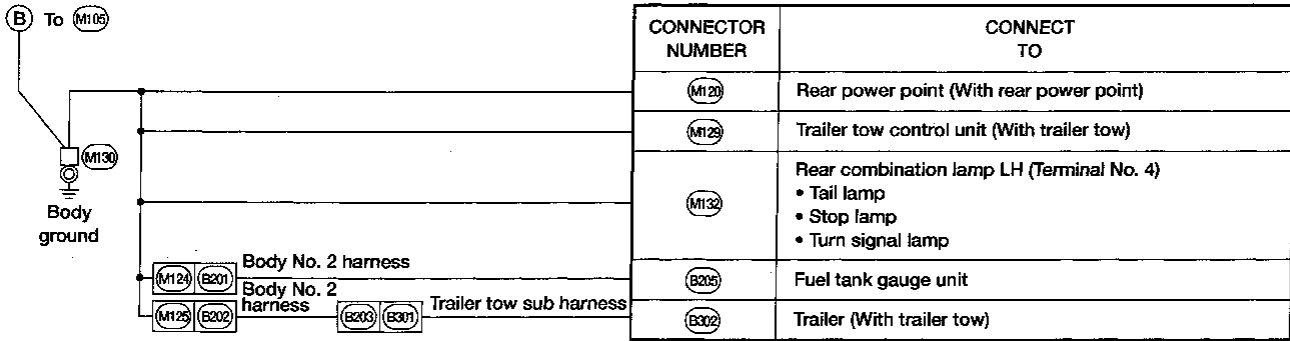 B To M105
CONNECTOR NUMBER
CONNECT TO
M120 Rear power point (With rear power point)
M129 Trailer tow control unit (With trailer tow)
M130
Body
ground
M132
Rear combination lamp LH (Terminal No. 4)
• Tail lamp
• Stop lamp
• Turn signal lamp
M124 B201 Body No. 2 harness
B205 Fuel tank gauge unit
M125 B202 Body No. 2
harness
B203 B301 Trailer tow sub harness
B302 Trailer (With trailer tow)